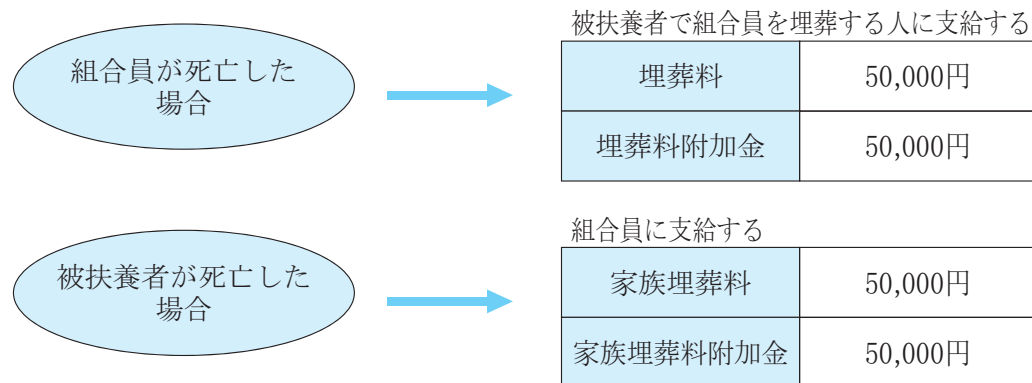 被扶養者で組合員を埋葬する人に支給する
組合員が死亡した
場合
埋葬料
50,000円
埋葬料附加金
50,000円
組合員に支給する
被扶養者が死亡した
場合
家族埋葬料
50,000円
家族埋葬料附加金
50,000円